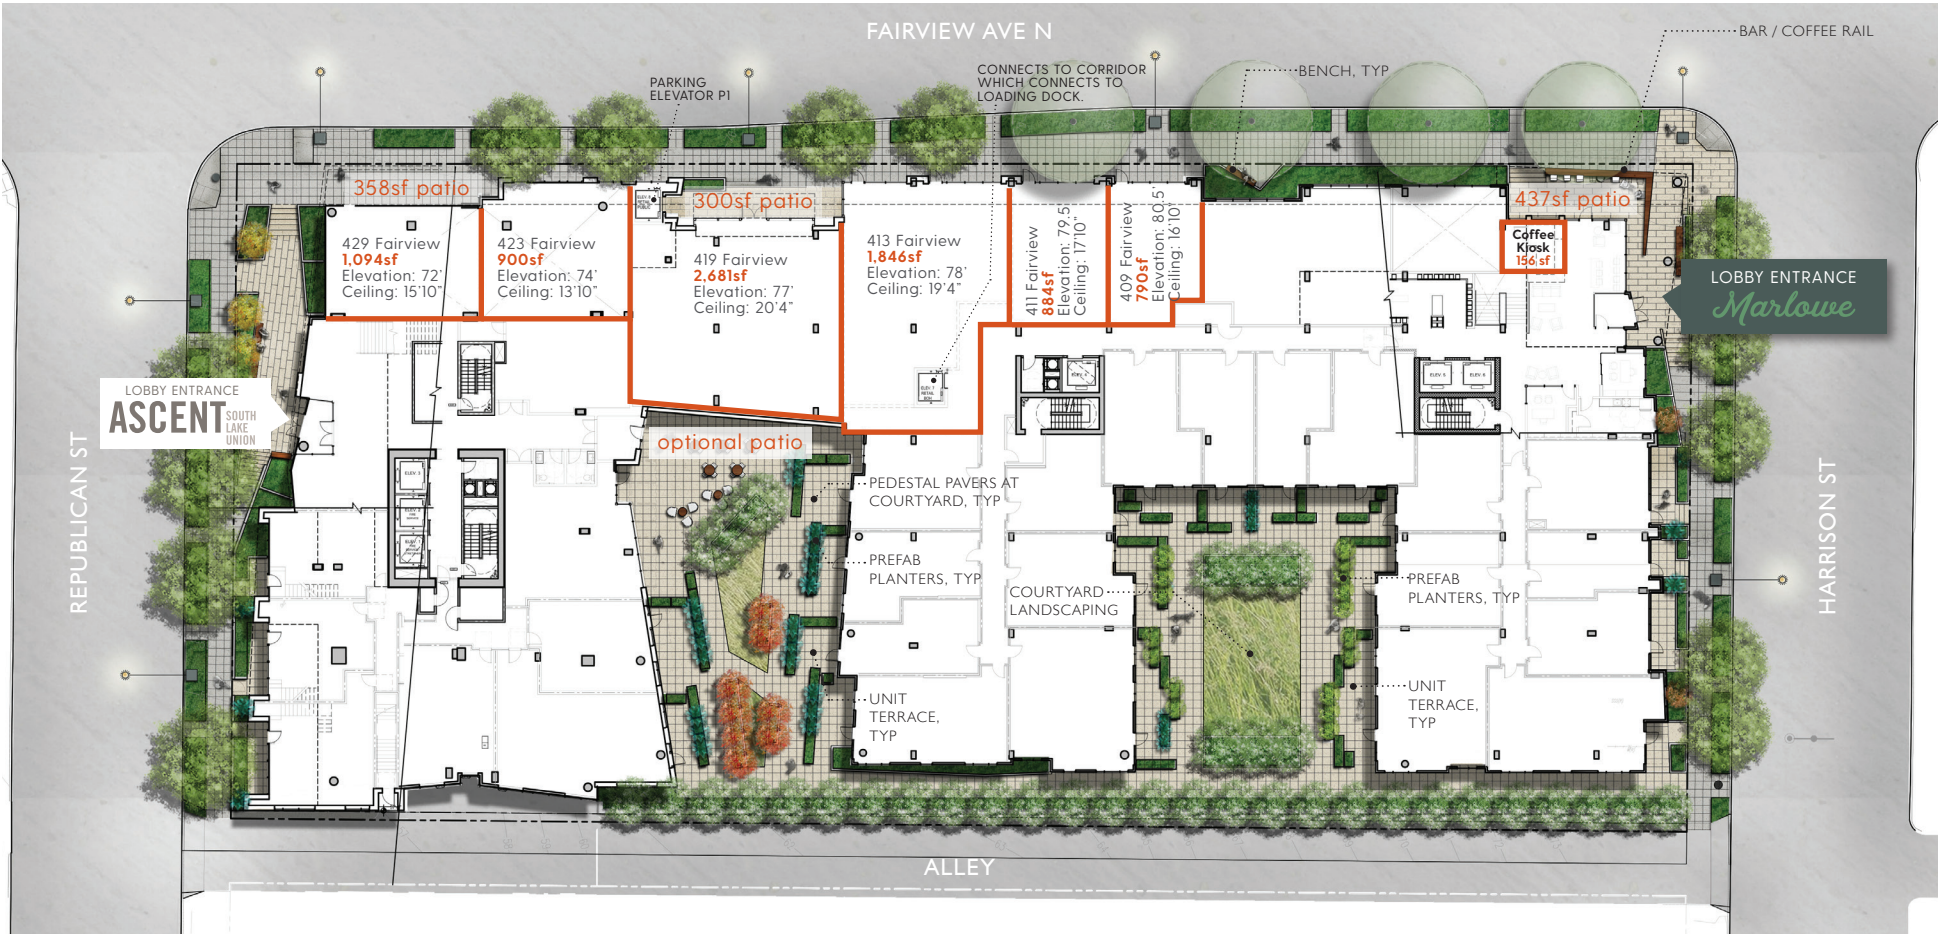 FAIRVIEW AVE N
BAR / COFFEE RAIL
CONNECTS TO CORRIDOR
WHICH CONNECTS TO
LOADING DOCK.
BENCH, TYP
PARKING
ELEVATOR P1
358sf patio
300sf patio
437sf patio
429 Fairview
1,094sf
Elevation: 72'
Ceiling: 15'10"
423 Fairview
900sf
Elevation: 74'
Ceiling: 13'10"
419 Fairview
2,681sf
Elevation: 77'
Ceiling: 20'4"
413 Fairview
1,846sf
Elevation: 78'
Ceiling: 19'4"
411 Fairview
884sf
Elevation: 79.5'
Ceiling: 17'10"
409 Fairview
790sf
Elevation: 80.5'
Ceiling: 16'10"
Coffee
Kiosk
156 sf
LOBBY ENTRANCE
Marlowe
LOBBY ENTRANCE
ASCENT SOUTH
LAKE
UNION
optional patio
PEDESTAL PAVERS AT
COURTYARD, TYP
PREFAB
PLANTERS, TYP
COURTYARD
LANDSCAPING
PREFAB
PLANTERS, TYP
UNIT
TERRACE,
TYP
UNIT
TERRACE,
TYP
REPUBLICAN ST
HARRISON ST
ALLEY